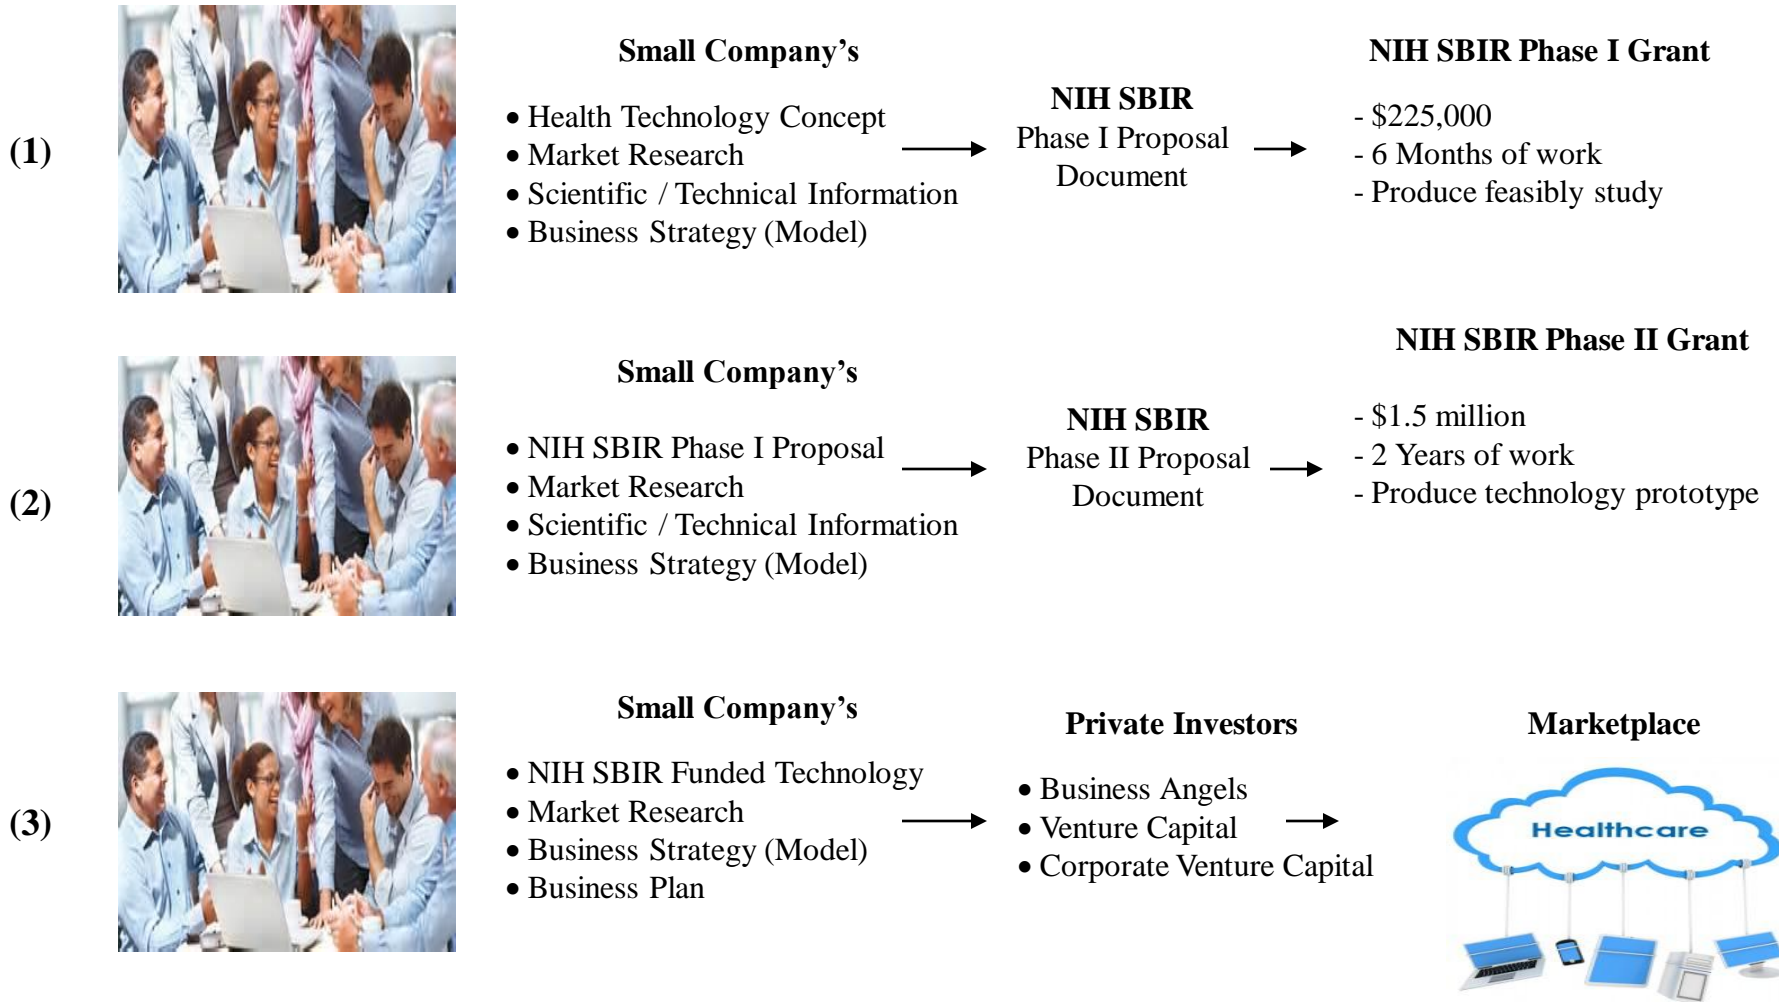 (1)
Small Company’s
• Health Technology Concept
• Market Research
• Scientific / Technical Information
• Business Strategy (Model)
NIH SBIR
Phase I Proposal
Document
NIH SBIR Phase I Grant
- $225,000
- 6 Months of work
- Produce feasibly study
(2)
Small Company’s
• NIH SBIR Phase I Proposal
• Market Research
• Scientific / Technical Information
• Business Strategy (Model)
NIH SBIR
Phase II Proposal
Document
NIH SBIR Phase II Grant
- $1.5 million
- 2 Years of work
- Produce technology prototype
(3)
Small Company’s
• NIH SBIR Funded Technology
• Market Research
• Business Strategy (Model)
• Business Plan
Private Investors
• Business Angels
• Venture Capital
• Corporate Venture Capital
Marketplace
Healthcare